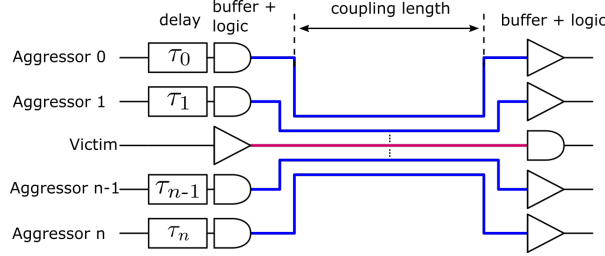 delay
buffer +
logic
coupling length
buffer + logic
Aggressor 0
τ0
Aggressor 1
τ1
Victim
Aggressor n-1
τn-1
Aggressor n
τn